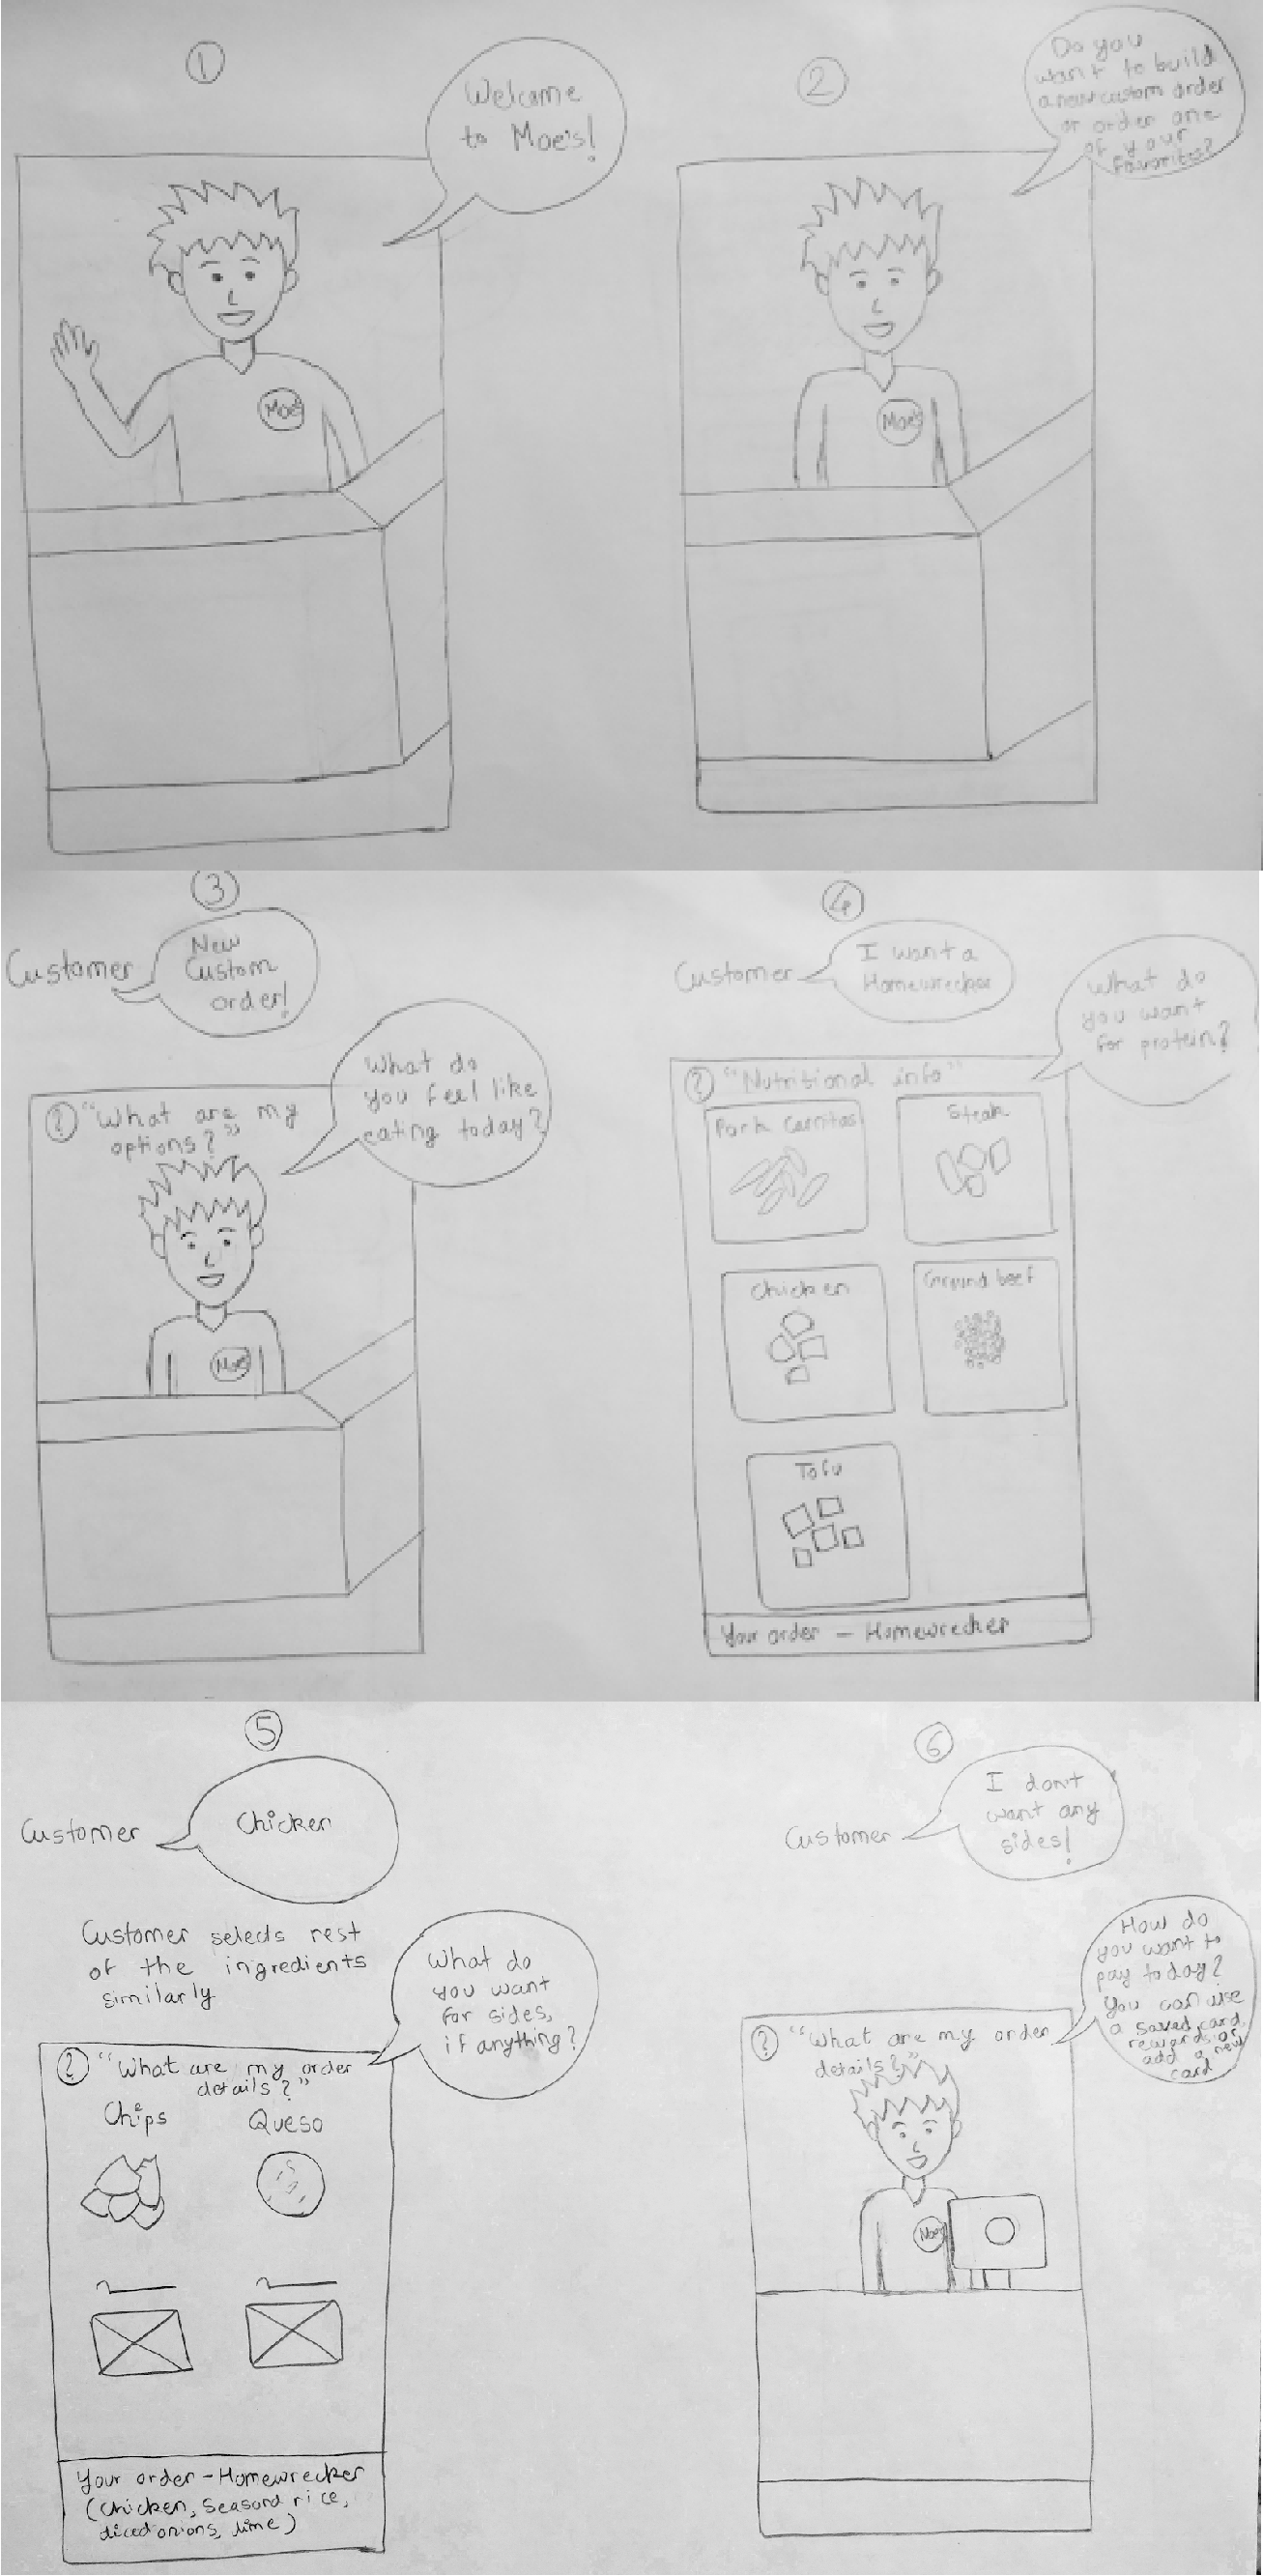 1
Welcome
to Moe's!
Moe's
2
Do you
want to build
a new custom order
or order one
of your
favorites?
Moe's
3
Customer
New
Custom
order!
What do
you feel like
eating today?
? "What are my
options?"
Moe's
4
Customer
I want a
Homewrecker
What do
you want
for protein?
? "Nutritional info"
Pork Carnitas
Steak
Chicken
Ground beef
Tofu
Your order - Homewrecker
5
Customer
Chicken
Customer selects rest
of the ingredients
similarly
What do
you want
for sides,
if anything?
? "What are my order
details?"
Chips
Queso
Your order - Homewrecker
(Chicken, Seasond rice,
diced onions, lime)
6
Customer
I don't
want any
sides!
How do
you want to
pay today?
You can use
a saved card,
rewards, or
add a new
card
? "What are my order
details?"
Moe's